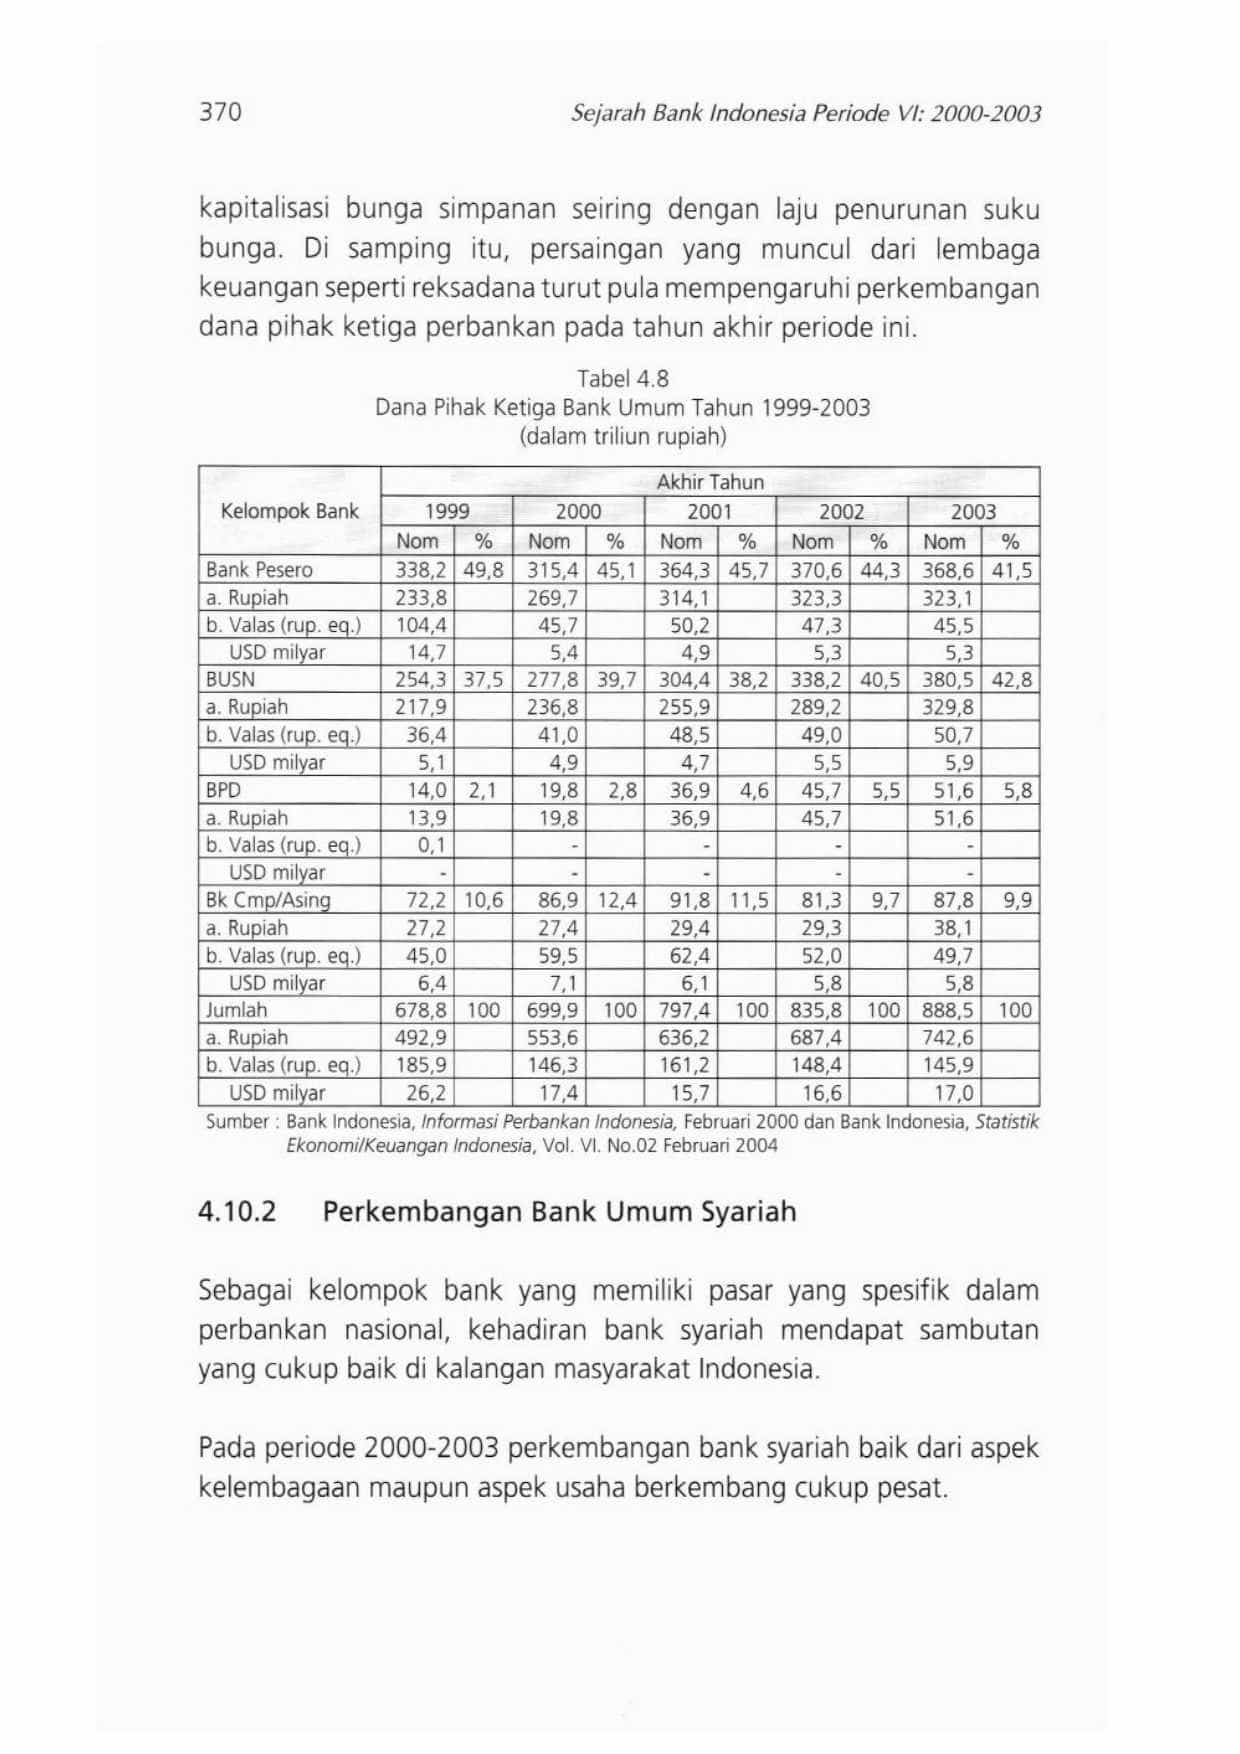 370 Sejarah Bank Indonesia Periode VI: 2000-2003
kapitalisasi bunga simpanan seiring dengan laju penurunan suku
bunga. Di samping itu, persaingan yang muncul dari lembaga
keuangan seperti reksadana turut pula mempengaruhi perkembangan
dana pihak ketiga perbankan pada tahun akhir periode ini.
Tabel 4.8
Dana Pihak Ketiga Bank Umum Tahun 1999-2003
(dalam triliun rupiah)
Akhir Tahun
Kelompok Bank 1999 2000 2001 2002 2003
Nom % Nom % Nom % Nom % Nom %
Bank Pesero 338,2 49,8 315,4 45,1 364,3 45,7 370,6 44,3 368,6 41,5
a. Rupiah 233,8 269,7 314,1 323,3 323,1
b. Valas (rup. eq.) 104,4 45,7 50,2 47,3 45,5
USD milyar 14,7 5,4 4,9 5,3 5,3
BUSN 254,3 37,5 277,8 39,7 304,4 38,2 338,2 40,5 380,5 42,8
a. Rupiah 217,9 236,8 255,9 289,2 329,8
b. Valas (rup. eq.) 36,4 41,0 48,5 49,0 50,7
USD milyar 5,1 4,9 4,7 5,5 5,9
BPD 14,0 2,1 19,8 2,8 36,9 4,6 45,7 5,5 51,6 5,8
a. Rupiah 13,9 19,8 36,9 45,7 51,6
b. Valas (rup. eq.) 0,1 - - - -
USD milyar - - - - -
Bk Cmp/Asing 72,2 10,6 86,9 12,4 91,8 11,5 81,3 9,7 87,8 9,9
a. Rupiah 27,2 27,4 29,4 29,3 38,1
b. Valas (rup. eq.) 45,0 59,5 62,4 52,0 49,7
USD milyar 6,4 7,1 6,1 5,8 5,8
Jumlah 678,8 100 699,9 100 797,4 100 835,8 100 888,5 100
a. Rupiah 492,9 553,6 636,2 687,4 742,6
b. Valas (rup. eq.) 185,9 146,3 161,2 148,4 145,9
USD milyar 26,2 17,4 15,7 16,6 17,0
Sumber : Bank Indonesia, Informasi Perbankan Indonesia, Februari 2000 dan Bank Indonesia, Statistik
Ekonomi/Keuangan Indonesia, Vol. VI. No.02 Februari 2004
4.10.2 Perkembangan Bank Umum Syariah
Sebagai kelompok bank yang memiliki pasar yang spesifik dalam
perbankan nasional, kehadiran bank syariah mendapat sambutan
yang cukup baik di kalangan masyarakat Indonesia.
Pada periode 2000-2003 perkembangan bank syariah baik dari aspek
kelembagaan maupun aspek usaha berkembang cukup pesat.